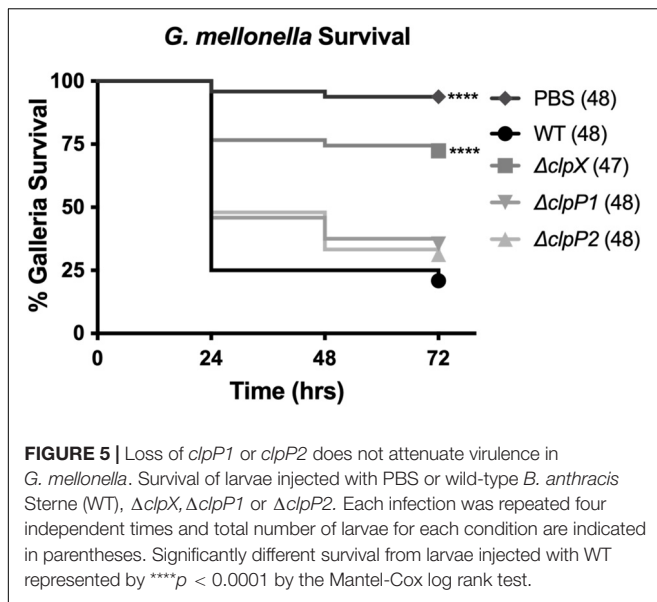 G. mellonella Survival
% Galleria Survival
100
75
50
25
0
****
****
0 24 48 72
Time (hrs)
PBS (48)
WT (48)
ΔclpX (47)
ΔclpP1 (48)
ΔclpP2 (48)
FIGURE 5 | Loss of clpP1 or clpP2 does not attenuate virulence in
G. mellonella. Survival of larvae injected with PBS or wild-type B. anthracis
Sterne (WT), ΔclpX, ΔclpP1 or ΔclpP2. Each infection was repeated four
independent times and total number of larvae for each condition are indicated
in parentheses. Significantly different survival from larvae injected with WT
represented by ****p < 0.0001 by the Mantel-Cox log rank test.